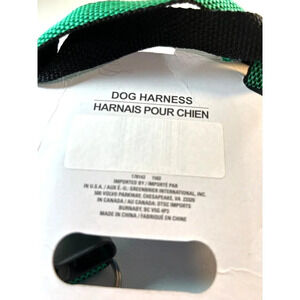 DOG HARNESS
HARNAIS POUR CHIEN
IMPORTED BY / IMPORTÉ PAR
IN U.S.A. / AUX É.-U. GREENBRIER INTERNATIONAL, INC.
500 VOLVO PARKWAY, CHESAPEAKE, VA 23320
IN CANADA / AU CANADA: DTSC IMPORTS
BURNABY, BC V5G 4P3
MADE IN CHINA / FABRIQUÉ EN CHINE